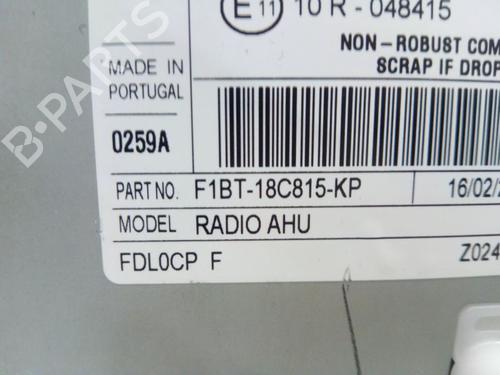 E 11 10 R - 048415
NON-ROBUST COM
SCRAP IF DROP
MADE IN
PORTUGAL
0259A
PART NO. F1BT-18C815-KP 16/02/2
MODEL RADIO AHU
FDL0CP F Z024
B-PARTS